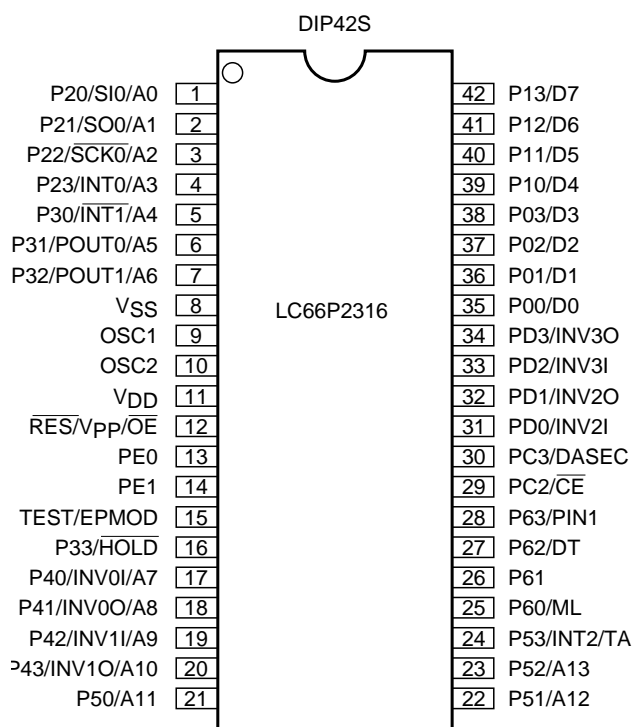 DIP42S
P20/SI0/A0 1 42 P13/D7
P21/SO0/A1 2 41 P12/D6
P22/S̅C̅K̅0̅/A2 3 40 P11/D5
P23/INT0/A3 4 39 P10/D4
P30/I̅N̅T̅1̅/A4 5 38 P03/D3
P31/POUT0/A5 6 37 P02/D2
P32/POUT1/A6 7 36 P01/D1
VSS 8 LC66P2316 35 P00/D0
OSC1 9 34 PD3/INV3O
OSC2 10 33 PD2/INV3I
VDD 11 32 PD1/INV2O
R̅E̅S̅/VPP/O̅E̅ 12 31 PD0/INV2I
PE0 13 30 PC3/DASEC
PE1 14 29 PC2/C̅E̅
TEST/EPMOD 15 28 P63/PIN1
P33/H̅O̅L̅D̅ 16 27 P62/DT
P40/INV0I/A7 17 26 P61
P41/INV0O/A8 18 25 P60/ML
P42/INV1I/A9 19 24 P53/INT2/TA
P43/INV1O/A10 20 23 P52/A13
P50/A11 21 22 P51/A12